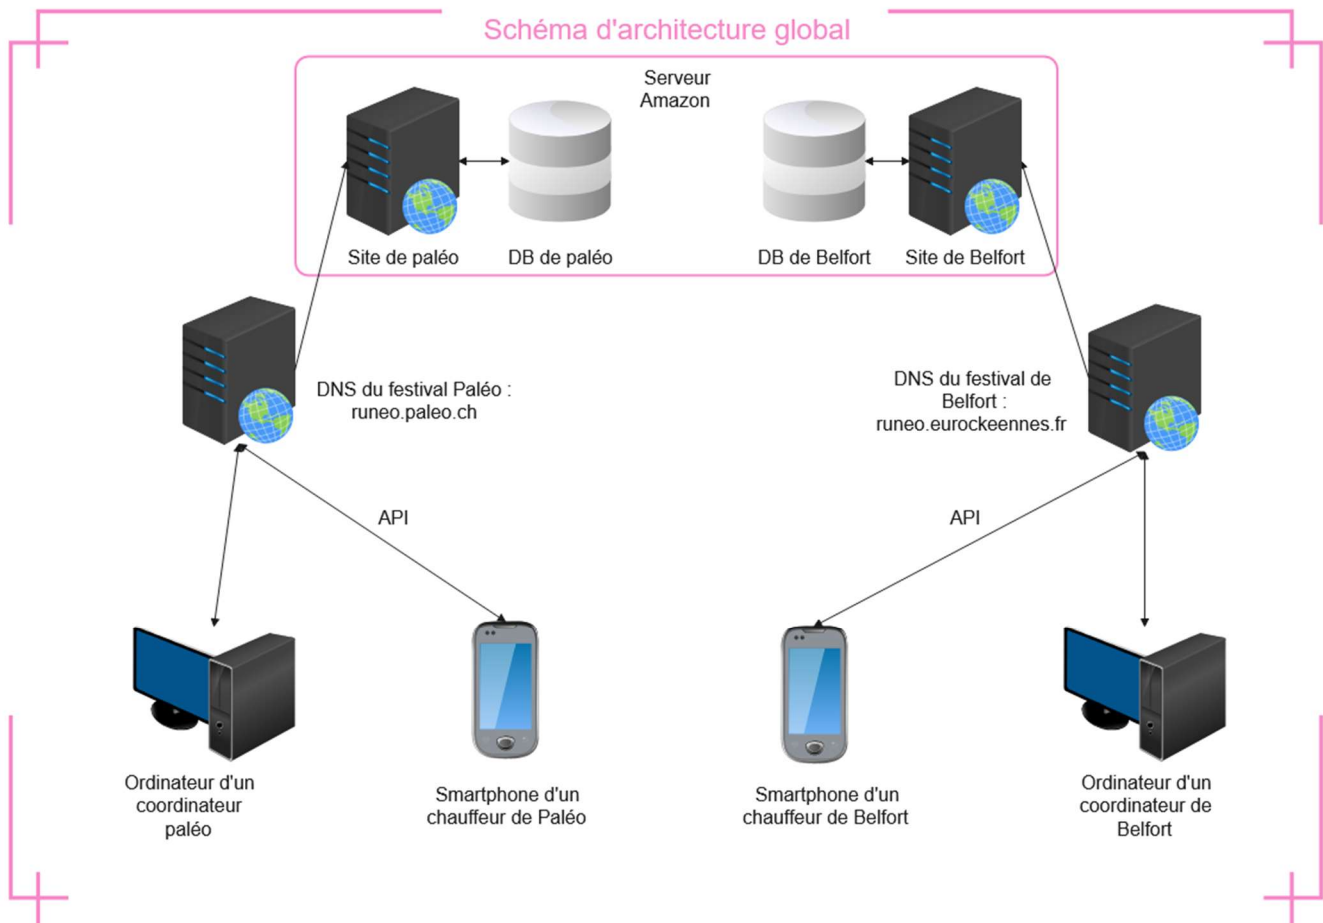 Schéma d'architecture global
Serveur
Amazon
Site de paléo
DB de paléo
DB de Belfort
Site de Belfort
DNS du festival Paléo :
runeo.paleo.ch
DNS du festival de
Belfort :
runeo.eurockeennes.fr
API
API
Ordinateur d'un
coordinateur
paléo
Smartphone d'un
chauffeur de Paléo
Smartphone d'un
chauffeur de Belfort
Ordinateur d'un
coordinateur de
Belfort